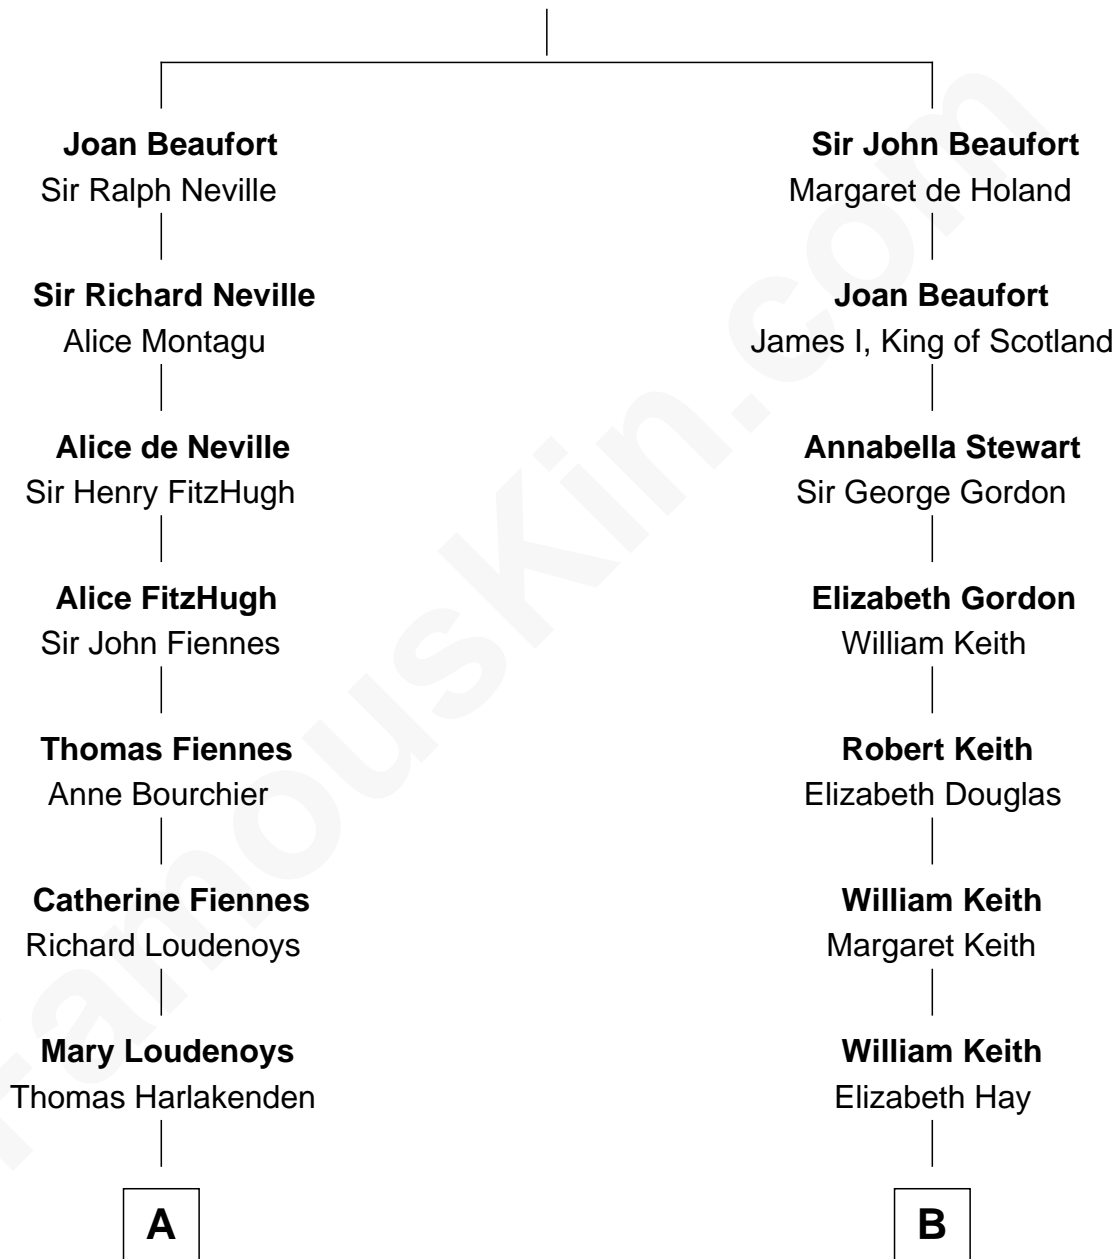 Joan Beaufort
Sir Ralph Neville
Sir Richard Neville
Alice Montagu
Alice de Neville
Sir Henry FitzHugh
Alice FitzHugh
Sir John Fiennes
Thomas Fiennes
Anne Bourchier
Catherine Fiennes
Richard Loudenoys
Mary Loudenoys
Thomas Harlakenden
A
Sir John Beaufort
Margaret de Holand
Joan Beaufort
James I, King of Scotland
Annabella Stewart
Sir George Gordon
Elizabeth Gordon
William Keith
Robert Keith
Elizabeth Douglas
William Keith
Margaret Keith
William Keith
Elizabeth Hay
B
famouskin.com